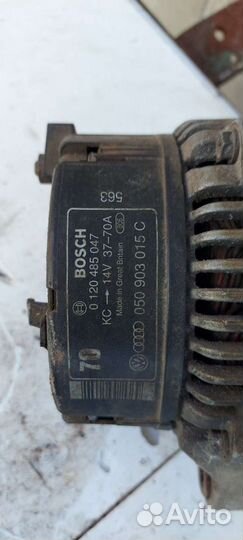 563
BOSCH
0 120 485 047
KC → 14V 37-70A
Made in Great Britain
050 903 015 C
70
Avito